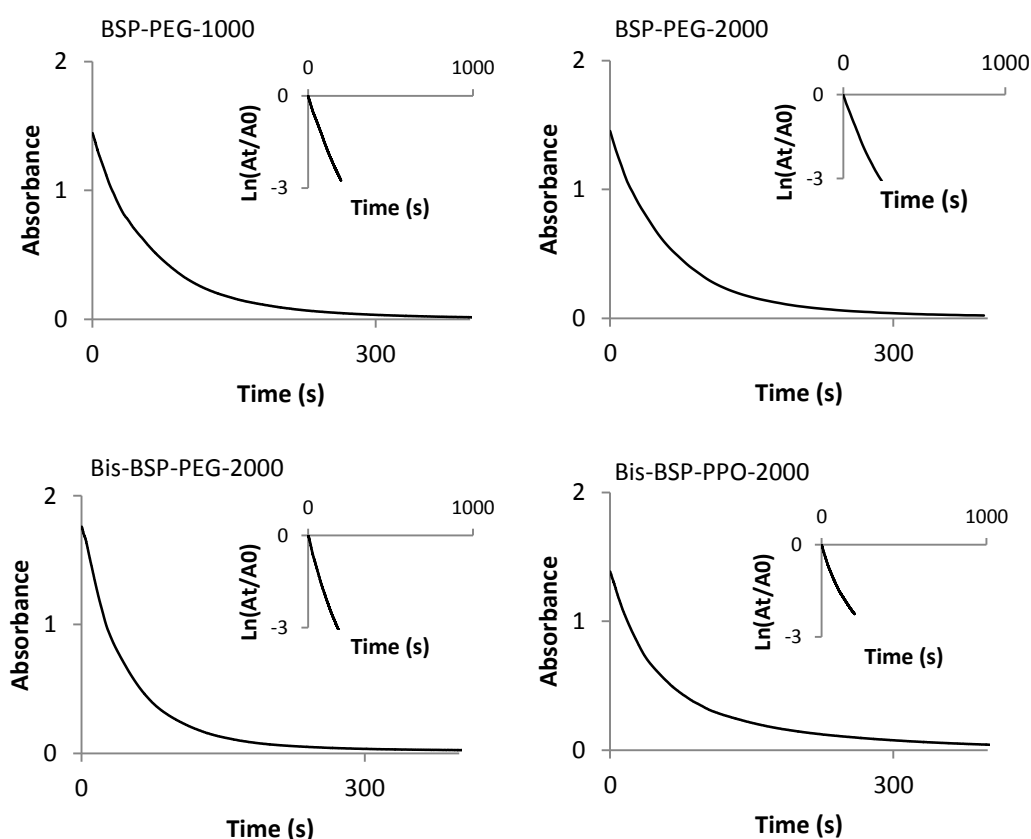 BSP-PEG-1000
0 1000
2
0
Ln(At/A0)
1
-3
Time (s)
Absorbance
0
0 300
Time (s)
BSP-PEG-2000
0 1000
2
0
Ln(At/A0)
1
-3
Time (s)
Absorbance
0
0 300
Time (s)
Bis-BSP-PEG-2000
0 1000
2
0
Ln(At/A0)
1
-3
Time (s)
Absorbance
0
0 300
Time (s)
Bis-BSP-PPO-2000
0 1000
2
0
Ln(At/A0)
1
-3
Time (s)
Absorbance
0
0 300
Time (s)